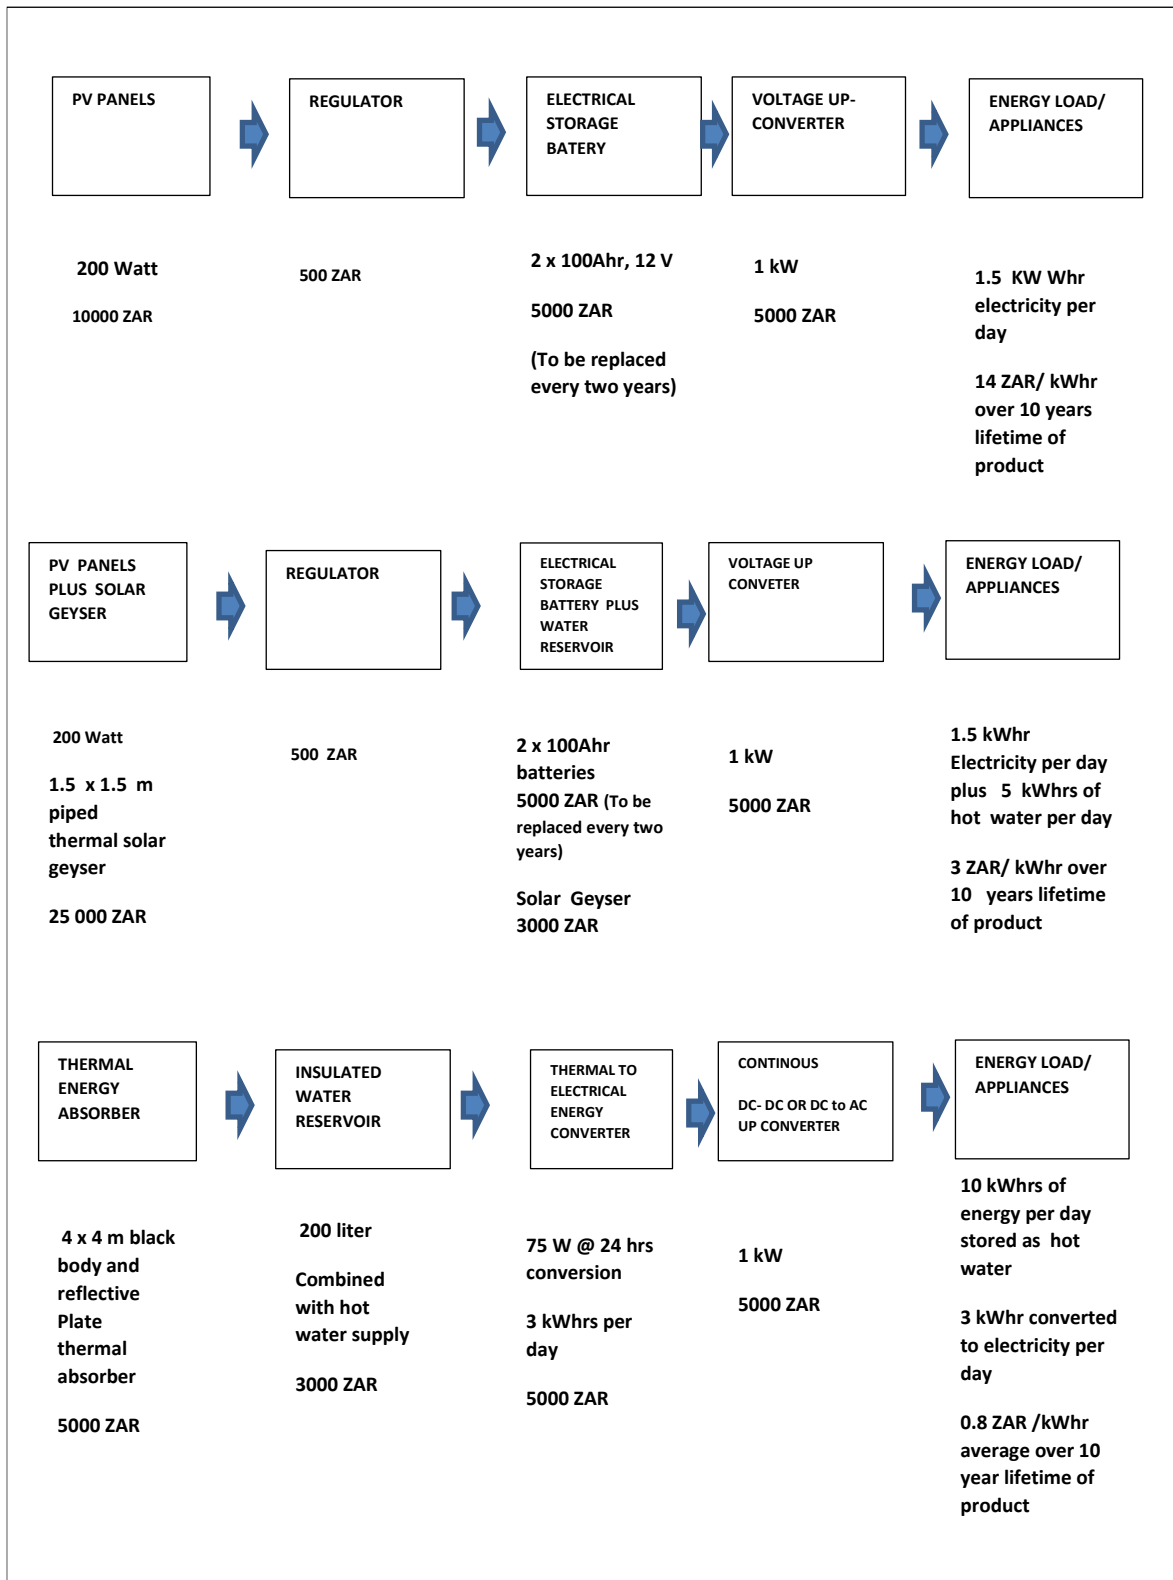 PV PANELS
REGULATOR
ELECTRICAL
STORAGE
BATERY
VOLTAGE UP-
CONVERTER
ENERGY LOAD/
APPLIANCES
200 Watt
10000 ZAR
500 ZAR
2 x 100Ahr, 12 V
5000 ZAR
(To be replaced
every two years)
1 kW
5000 ZAR
1.5 KW Whr
electricity per
day
14 ZAR/ kWhr
over 10 years
lifetime of
product
PV PANELS
PLUS SOLAR
GEYSER
REGULATOR
ELECTRICAL
STORAGE
BATTERY PLUS
WATER
RESERVOIR
VOLTAGE UP
CONVETER
ENERGY LOAD/
APPLIANCES
200 Watt
1.5 x 1.5 m
piped
thermal solar
geyser
25 000 ZAR
500 ZAR
2 x 100Ahr
batteries
5000 ZAR (To be
replaced every two
years)
Solar Geyser
3000 ZAR
1 kW
5000 ZAR
1.5 kWhr
Electricity per day
plus 5 kWhrs of
hot water per day
3 ZAR/ kWhr over
10 years lifetime
of product
THERMAL
ENERGY
ABSORBER
INSULATED
WATER
RESERVOIR
THERMAL TO
ELECTRICAL
ENERGY
CONVERTER
CONTINOUS
DC- DC OR DC to AC
UP CONVERTER
ENERGY LOAD/
APPLIANCES
4 x 4 m black
body and
reflective
Plate
thermal
absorber
5000 ZAR
200 liter
Combined
with hot
water supply
3000 ZAR
75 W @ 24 hrs
conversion
3 kWhrs per
day
5000 ZAR
1 kW
5000 ZAR
10 kWhrs of
energy per day
stored as hot
water
3 kWhr converted
to electricity per
day
0.8 ZAR /kWhr
average over 10
year lifetime of
product